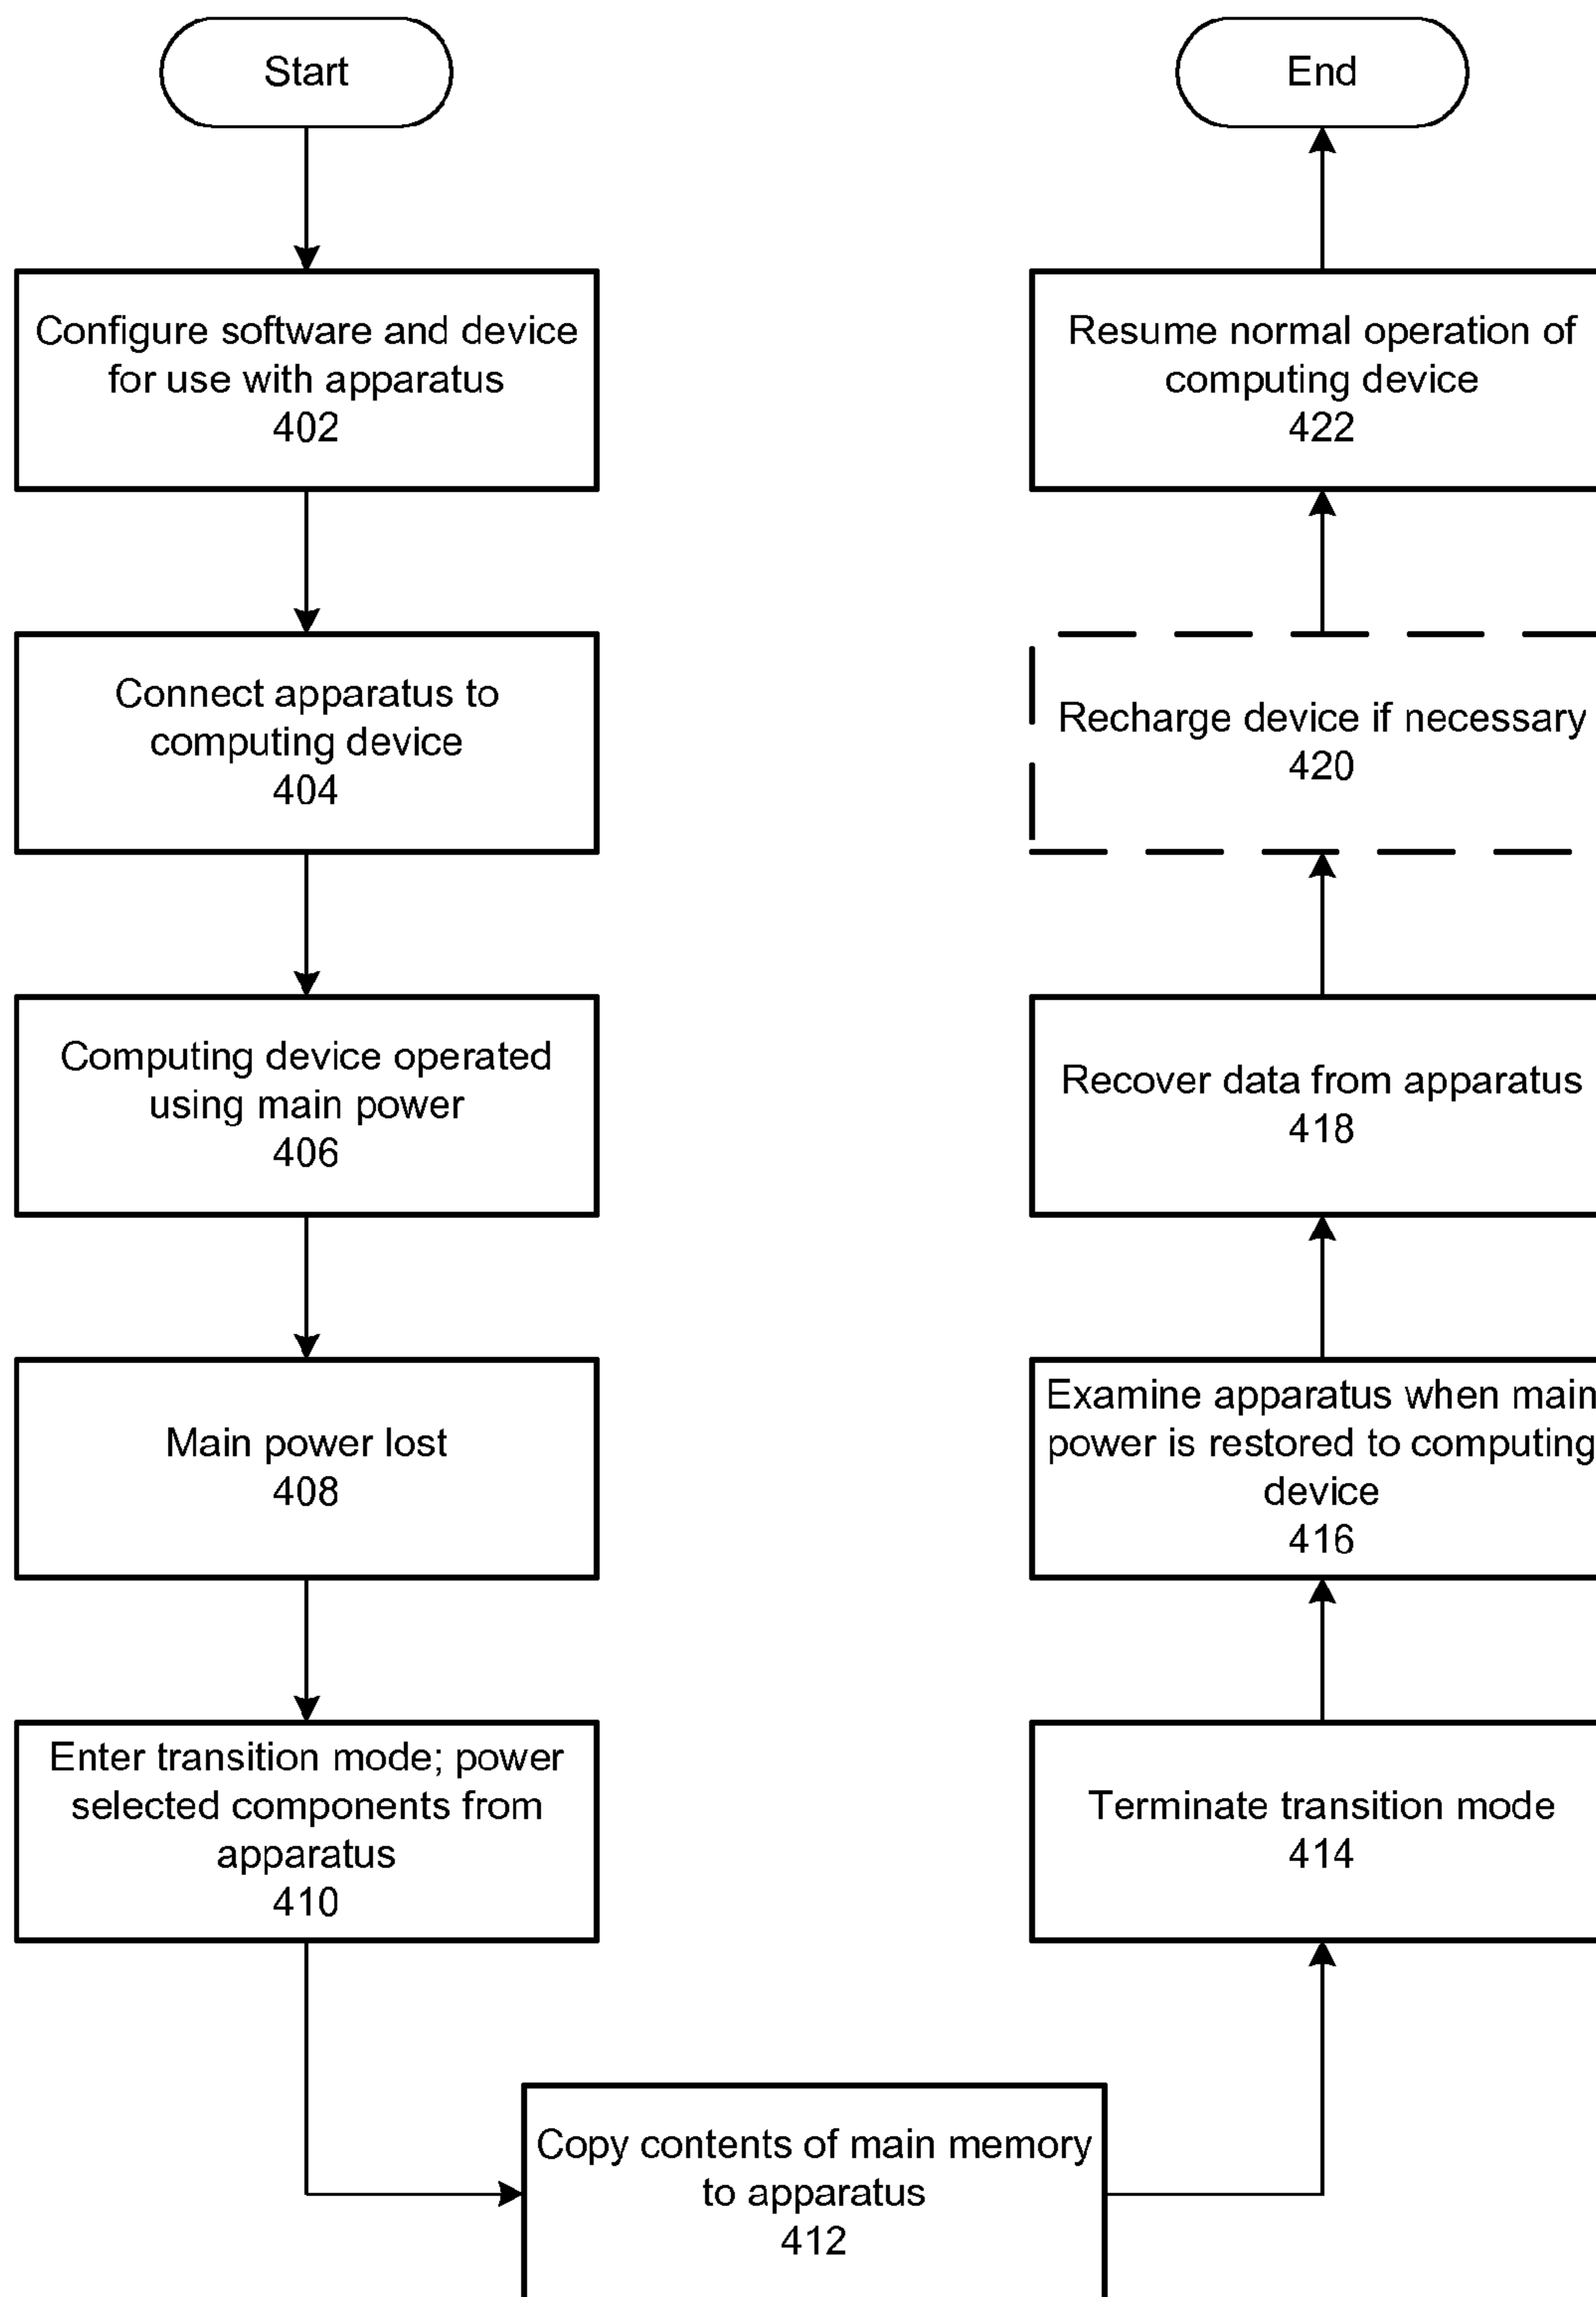 Start
Configure software and device
for use with apparatus
402
Connect apparatus to
computing device
404
Computing device operated
using main power
406
Main power lost
408
Enter transition mode; power
selected components from
apparatus
410
Copy contents of main memory
to apparatus
412
Terminate transition mode
414
Examine apparatus when main
power is restored to computing
device
416
Recover data from apparatus
418
Recharge device if necessary
420
Resume normal operation of
computing device
422
End